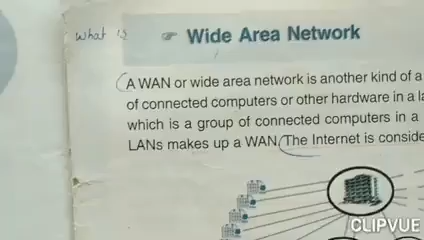 What is
☞ Wide Area Network
A WAN or wide area network is another kind of a
of connected computers or other hardware in a la
which is a group of connected computers in a
LANs makes up a WAN. The Internet is conside
CLIPVUE